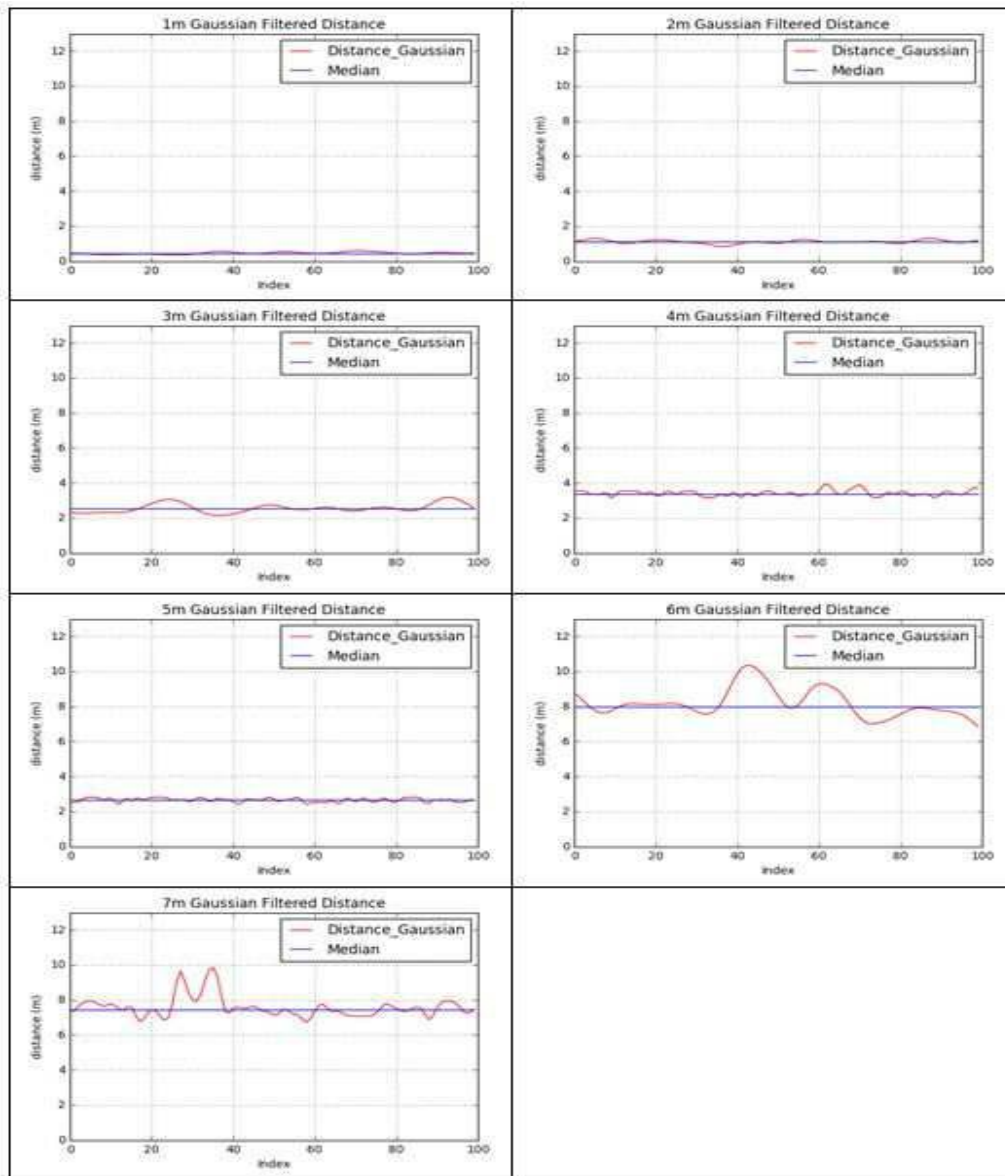 1m Gaussian Filtered Distance
Distance_Gaussian
Median
distance (m)
12
10
8
6
4
2
0
0 20 40 60 80 100
Index
2m Gaussian Filtered Distance
Distance_Gaussian
Median
distance (m)
12
10
8
6
4
2
0
0 20 40 60 80 100
Index
3m Gaussian Filtered Distance
Distance_Gaussian
Median
distance (m)
12
10
8
6
4
2
0
0 20 40 60 80 100
Index
4m Gaussian Filtered Distance
Distance_Gaussian
Median
distance (m)
12
10
8
6
4
2
0
0 20 40 60 80 100
Index
5m Gaussian Filtered Distance
Distance_Gaussian
Median
distance (m)
12
10
8
6
4
2
0
0 20 40 60 80 100
Index
6m Gaussian Filtered Distance
Distance_Gaussian
Median
distance (m)
12
10
8
6
4
2
0
0 20 40 60 80 100
Index
7m Gaussian Filtered Distance
Distance_Gaussian
Median
distance (m)
12
10
8
6
4
2
0
0 20 40 60 80 100
Index